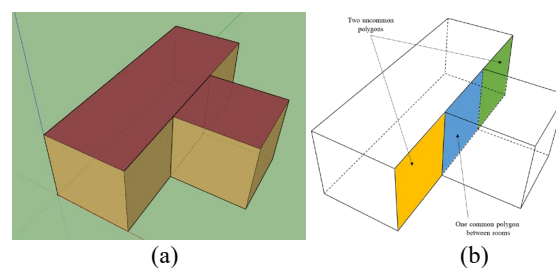 Two uncommon
polygons
One common polygon
between rooms
(a)
(b)